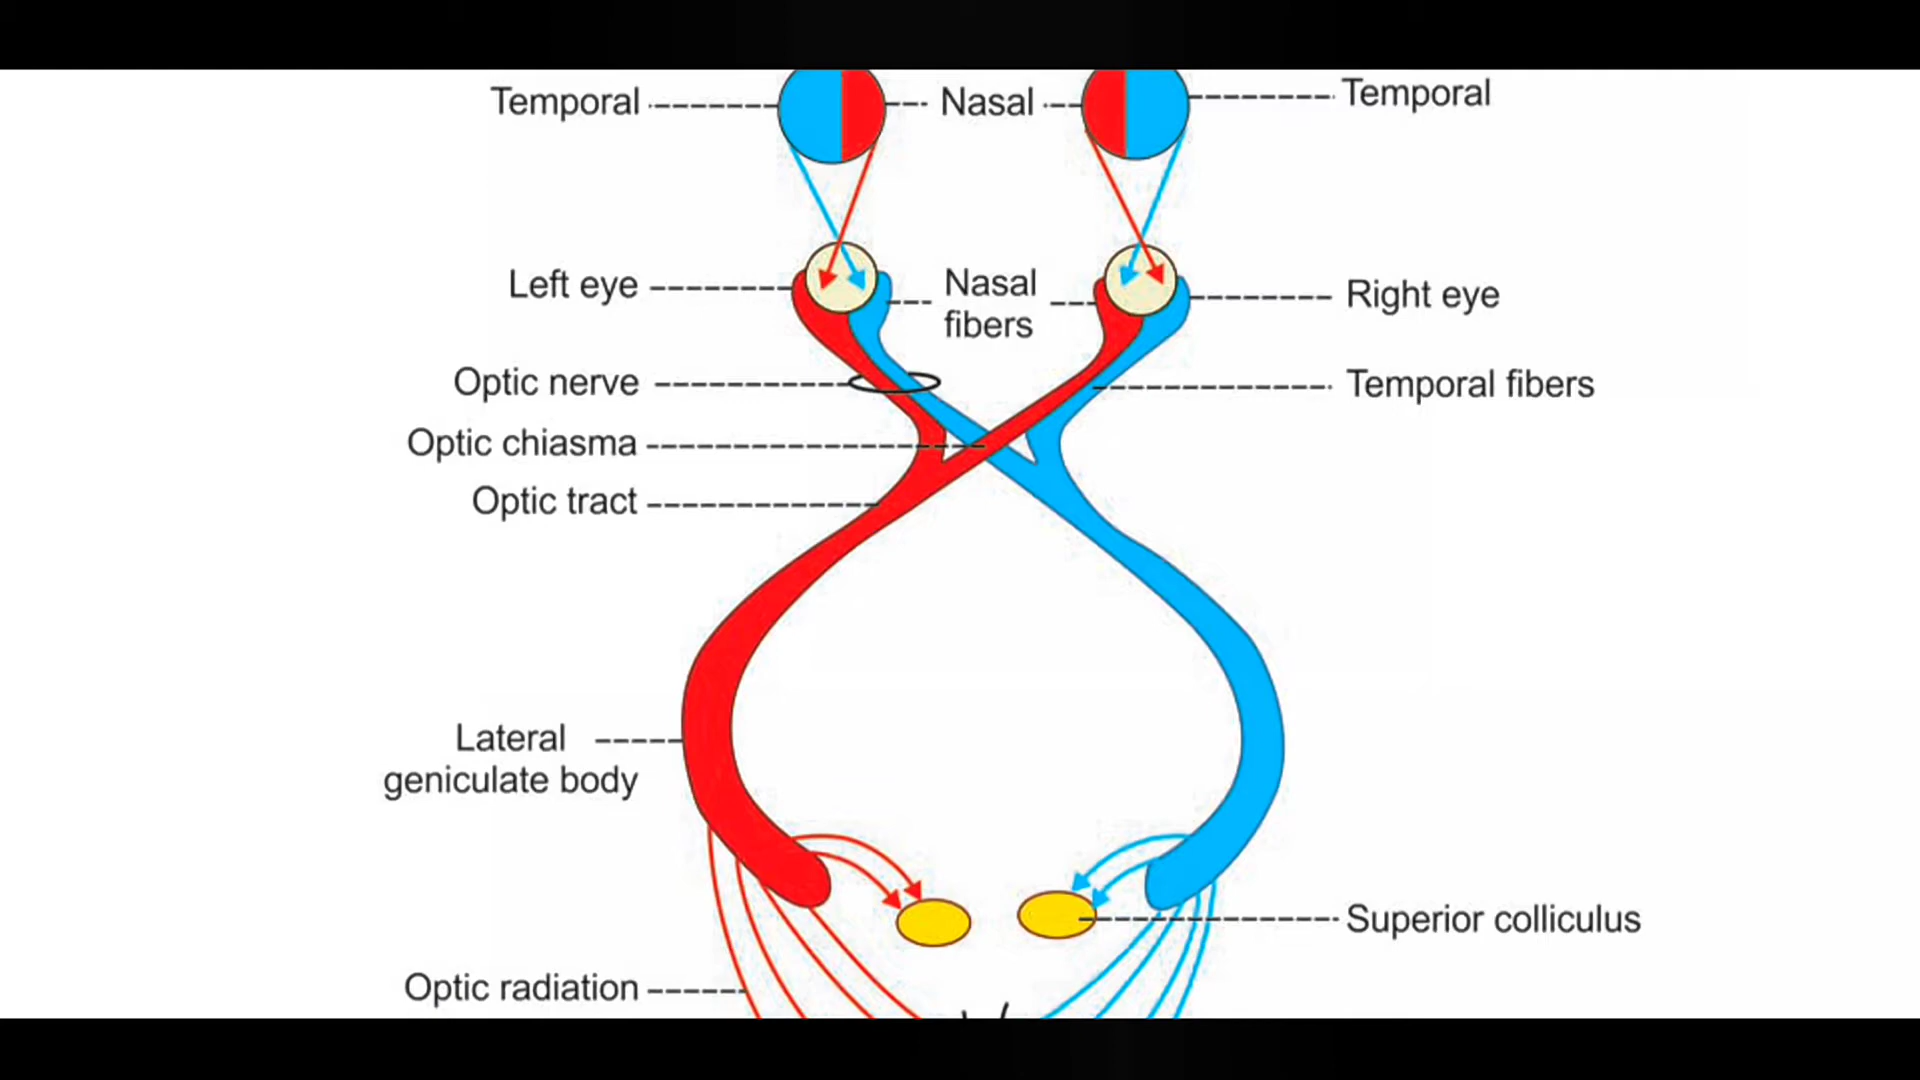 Temporal
Nasal
Temporal
Left eye
Nasal
fibers
Right eye
Optic nerve
Temporal fibers
Optic chiasma
Optic tract
Lateral
geniculate body
Superior colliculus
Optic radiation